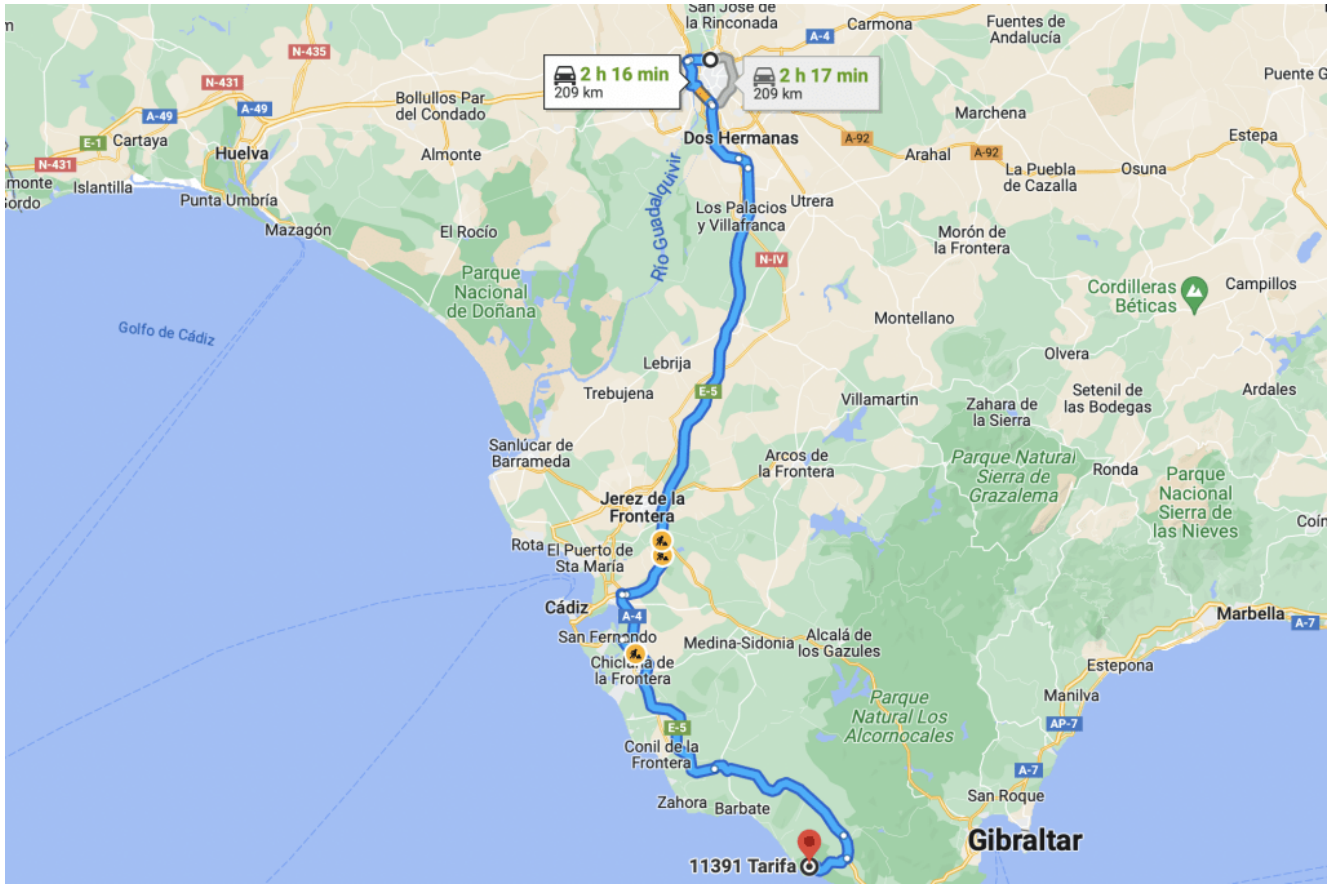 San José de
la Rinconada
Carmona
A-4
Fuentes de
Andalucía
m
N-435
2 h 16 min
209 km
2 h 17 min
209 km
Puente G
N-431
Bollullos Par
del Condado
A-49
A-49
Marchena
E-1
Cartaya
Dos Hermanas
A-92
Estepa
Huelva
Almonte
Arahal
A-92
N-431
La Puebla
de Cazalla
Osuna
monte
Gordo
Islantilla
Punta Umbría
Río Guadalquivir
Los Palacios
y Villafranca
Utrera
Mazagón
El Rocío
Morón de
la Frontera
N-IV
Parque
Nacional
de Doñana
Cordilleras
Béticas
Campillos
Golfo de Cádiz
Montellano
Lebrija
Olvera
Trebujena
E-5
Villamartin
Zahara de
la Sierra
Setenil de
las Bodegas
Ardales
Sanlúcar de
Barrameda
Arcos de
la Frontera
Parque Natural
Sierra de
Grazalema
Ronda
Parque
Nacional
Sierra de
las Nieves
Jerez de la
Frontera
Coín
Rota
El Puerto de
Sta María
Cádiz
A-4
Marbella
A-7
San Fernando
Medina-Sidonia
Alcalá de
los Gazules
Chiclana de
la Frontera
Estepona
Parque
Natural Los
Alcornocales
Manilva
E-5
AP-7
Conil de la
Frontera
A-7
Zahora
Barbate
San Roque
Gibraltar
11391 Tarifa